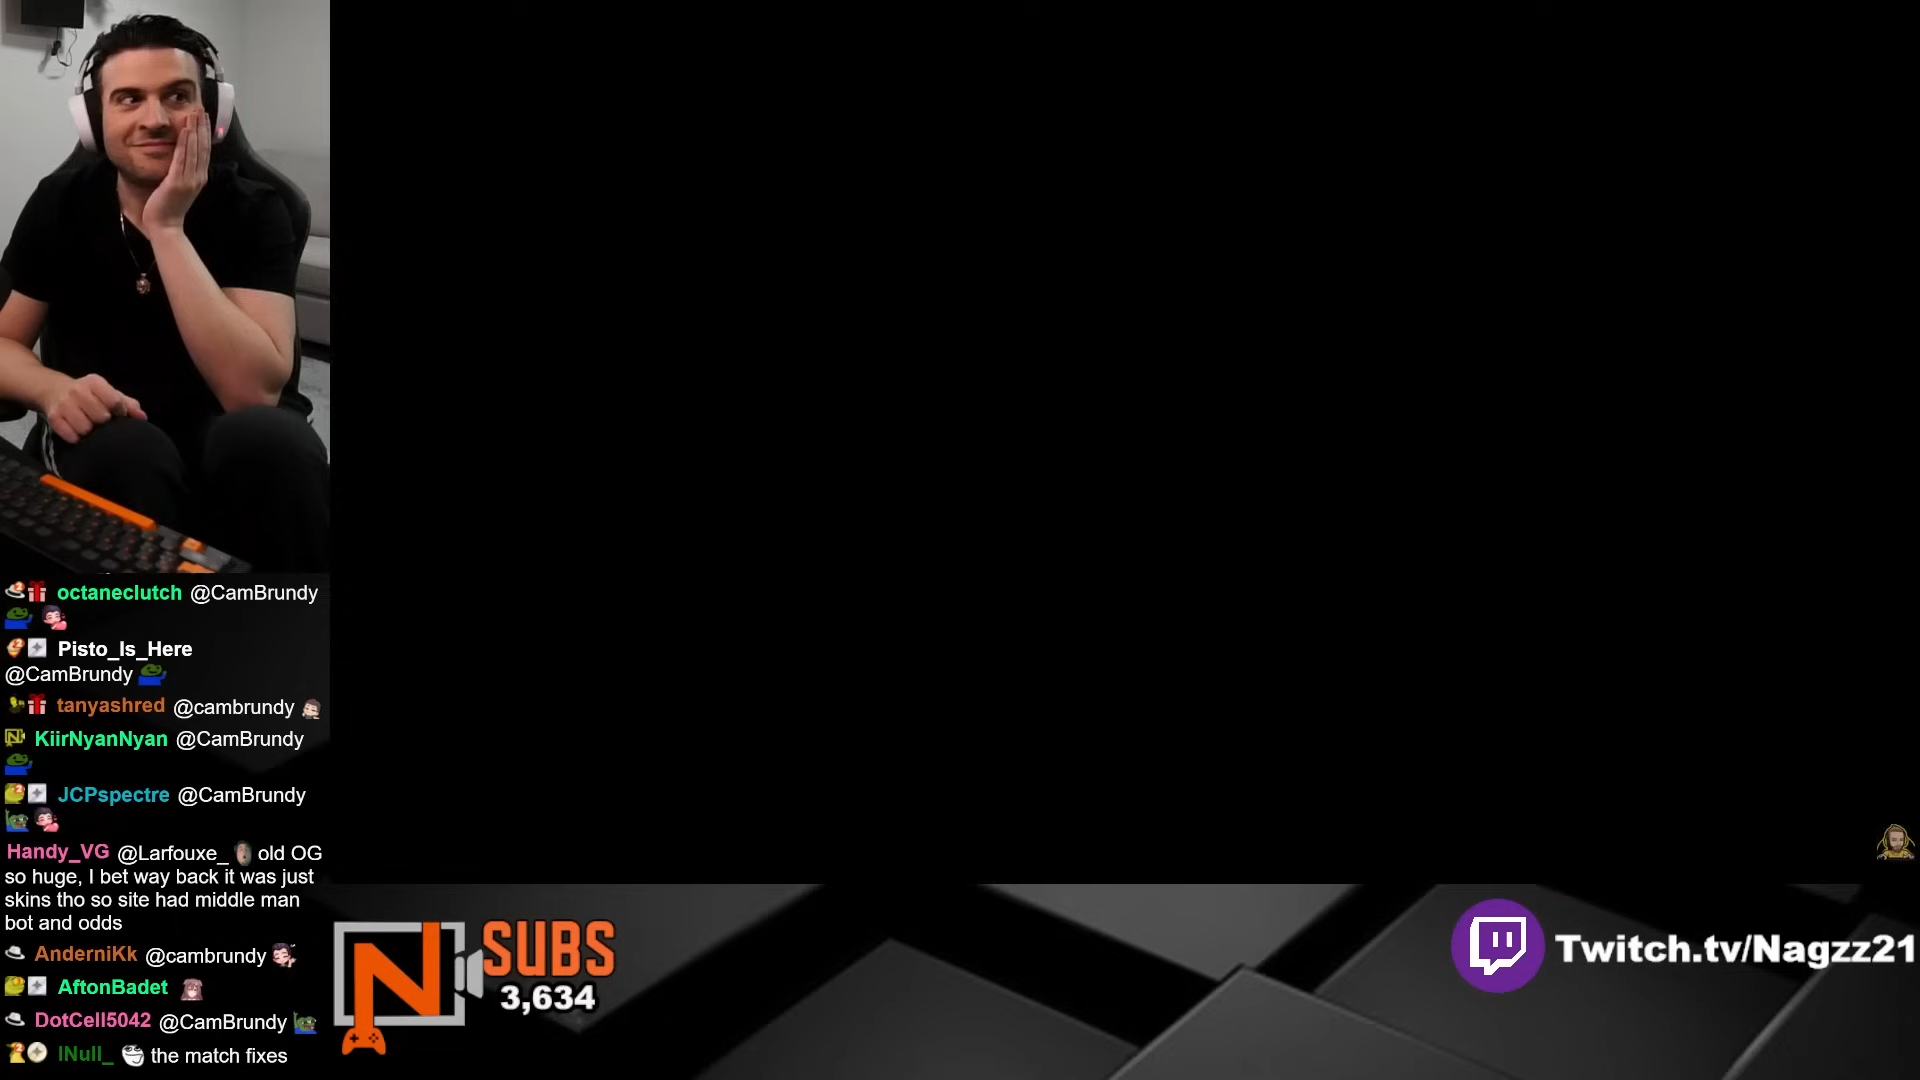 octaneclutch @CamBrundy
Pisto_Is_Here
@CamBrundy
tanyashred @cambrundy
KiirNyanNyan @CamBrundy
JCPspectre @CamBrundy
Handy_VG @Larfouxe_ old OG
so huge, I bet way back it was just
skins tho so site had middle man
bot and odds
AnderniKk @cambrundy
AftonBadet
DotCell5042 @CamBrundy
lNull_ the match fixes
N SUBS
3,634
Twitch.tv/Nagzz21